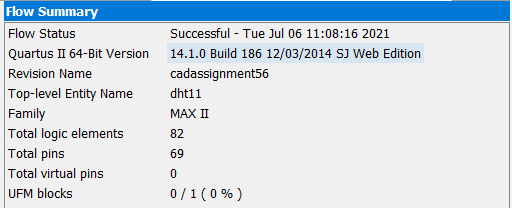 Flow Summary
Flow Status Successful - Tue Jul 06 11:08:16 2021
Quartus II 64-Bit Version 14.1.0 Build 186 12/03/2014 SJ Web Edition
Revision Name cadassignment56
Top-level Entity Name dht11
Family MAX II
Total logic elements 82
Total pins 69
Total virtual pins 0
UFM blocks 0 / 1 ( 0 % )